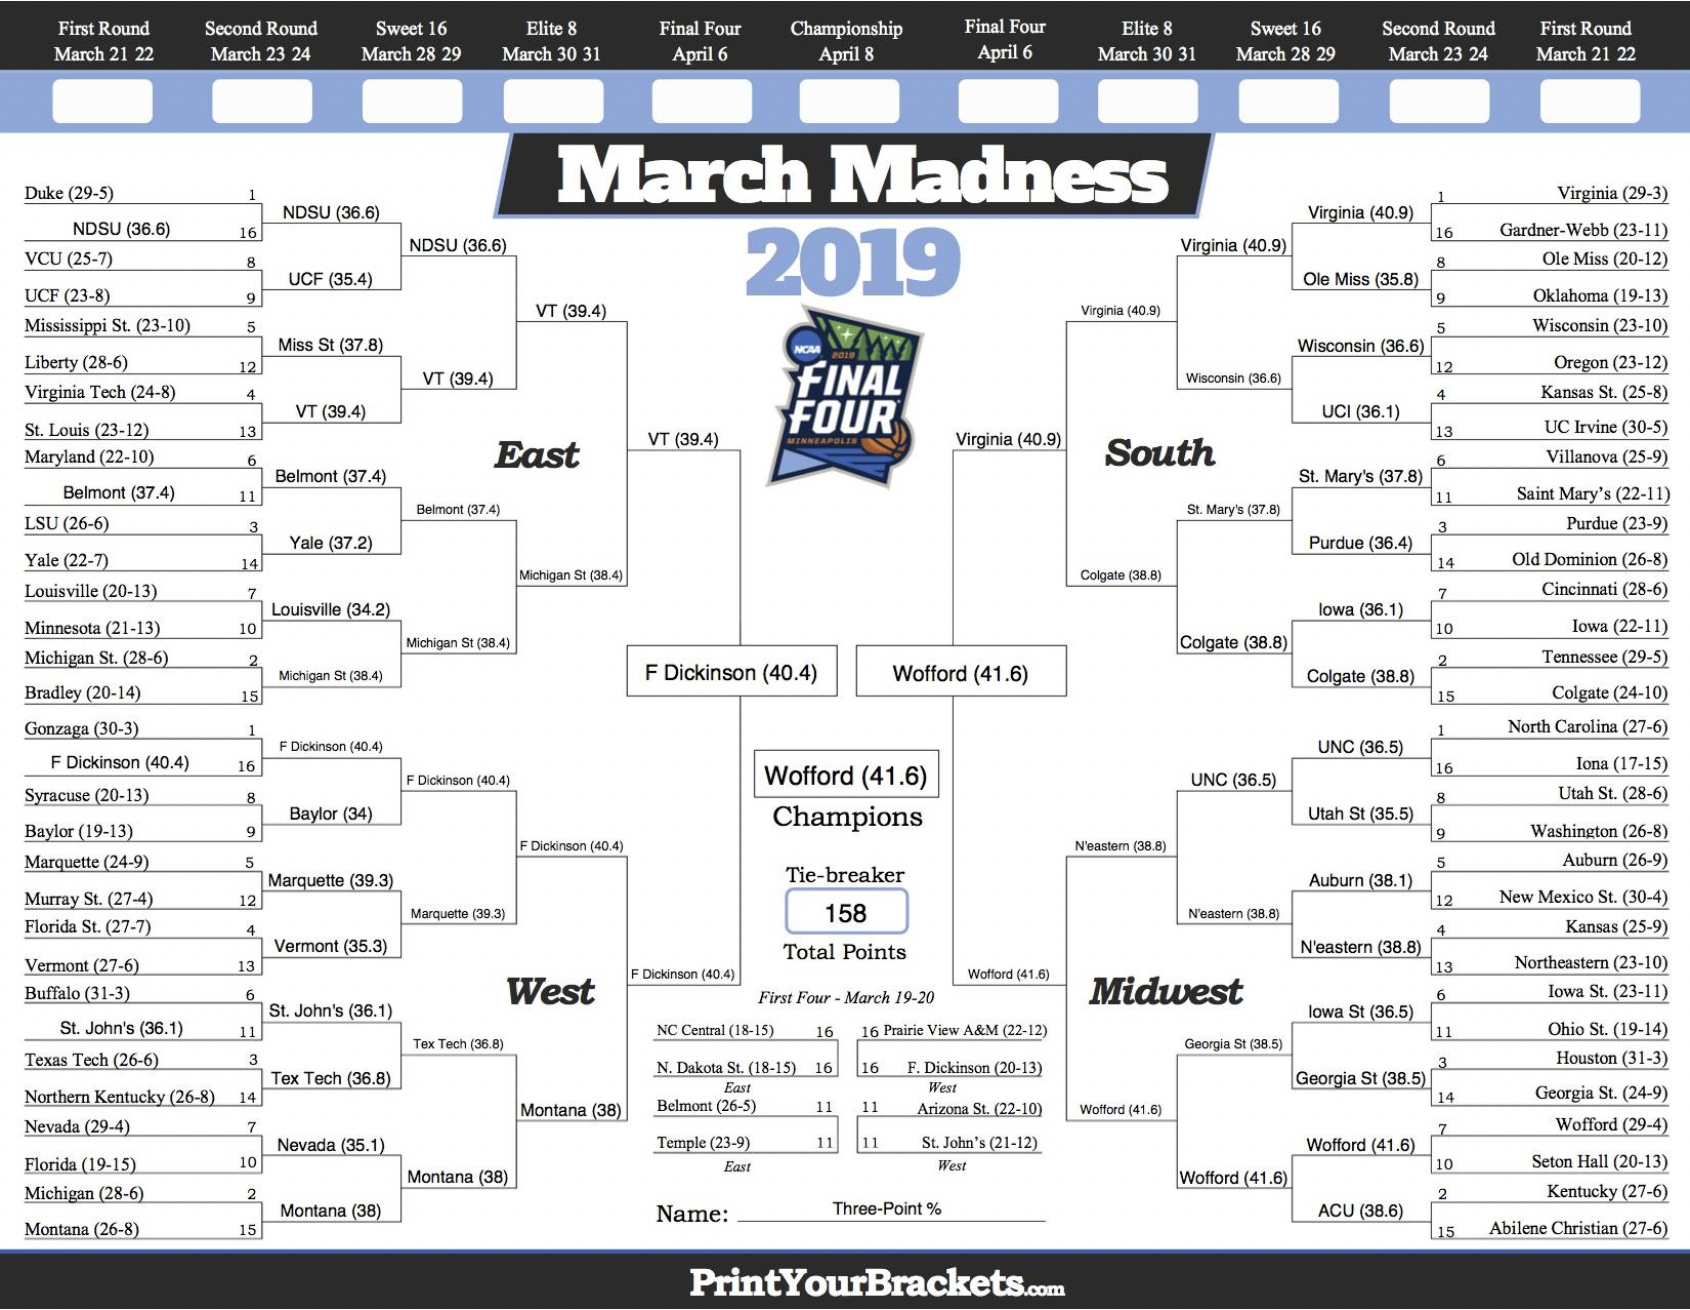 First Round Second Round Sweet 16 Elite 8 Final Four Championship Final Four Elite 8 Sweet 16 Second Round First Round
March 21 22 March 23 24 March 28 29 March 30 31 April 6 April 8 April 6 March 30 31 March 28 29 March 23 24 March 21 22
March Madness
2019
NCAA
2019
FINAL
FOUR
MINNEAPOLIS
Duke (29-5) 1
NDSU (36.6) 16
VCU (25-7) 8
UCF (23-8) 9
Mississippi St. (23-10) 5
Liberty (28-6) 12
Virginia Tech (24-8) 4
St. Louis (23-12) 13
Maryland (22-10) 6
Belmont (37.4) 11
LSU (26-6) 3
Yale (22-7) 14
Louisville (20-13) 7
Minnesota (21-13) 10
Michigan St. (28-6) 2
Bradley (20-14) 15
NDSU (36.6)
UCF (35.4)
Miss St (37.8)
VT (39.4)
Belmont (37.4)
Yale (37.2)
Louisville (34.2)
Michigan St (38.4)
NDSU (36.6)
VT (39.4)
Belmont (37.4)
Michigan St (38.4)
VT (39.4)
Michigan St (38.4)
East
VT (39.4)
Gonzaga (30-3) 1
F Dickinson (40.4) 16
Syracuse (20-13) 8
Baylor (19-13) 9
Marquette (24-9) 5
Murray St. (27-4) 12
Florida St. (27-7) 4
Vermont (27-6) 13
Buffalo (31-3) 6
St. John's (36.1) 11
Texas Tech (26-6) 3
Northern Kentucky (26-8) 14
Nevada (29-4) 7
Florida (19-15) 10
Michigan (28-6) 2
Montana (26-8) 15
F Dickinson (40.4)
Baylor (34)
Marquette (39.3)
Vermont (35.3)
St. John's (36.1)
Tex Tech (36.8)
Nevada (35.1)
Montana (38)
F Dickinson (40.4)
Marquette (39.3)
Tex Tech (36.8)
Montana (38)
F Dickinson (40.4)
Montana (38)
West
F Dickinson (40.4)
1 Virginia (29-3)
16 Gardner-Webb (23-11)
8 Ole Miss (20-12)
9 Oklahoma (19-13)
5 Wisconsin (23-10)
12 Oregon (23-12)
4 Kansas St. (25-8)
13 UC Irvine (30-5)
6 Villanova (25-9)
11 Saint Mary's (22-11)
3 Purdue (23-9)
14 Old Dominion (26-8)
7 Cincinnati (28-6)
10 Iowa (22-11)
2 Tennessee (29-5)
15 Colgate (24-10)
Virginia (40.9)
Ole Miss (35.8)
Wisconsin (36.6)
UCI (36.1)
St. Mary's (37.8)
Purdue (36.4)
Iowa (36.1)
Colgate (38.8)
Virginia (40.9)
Wisconsin (36.6)
St. Mary's (37.8)
Colgate (38.8)
Virginia (40.9)
Colgate (38.8)
South
Virginia (40.9)
1 North Carolina (27-6)
16 Iona (17-15)
8 Utah St. (28-6)
9 Washington (26-8)
5 Auburn (26-9)
12 New Mexico St. (30-4)
4 Kansas (25-9)
13 Northeastern (23-10)
6 Iowa St. (23-11)
11 Ohio St. (19-14)
3 Houston (31-3)
14 Georgia St. (24-9)
7 Wofford (29-4)
10 Seton Hall (20-13)
2 Kentucky (27-6)
15 Abilene Christian (27-6)
UNC (36.5)
Utah St (35.5)
Auburn (38.1)
N'eastern (38.8)
Iowa St (36.5)
Georgia St (38.5)
Wofford (41.6)
ACU (38.6)
UNC (36.5)
N'eastern (38.8)
Georgia St (38.5)
Wofford (41.6)
N'eastern (38.8)
Wofford (41.6)
Midwest
Wofford (41.6)
F Dickinson (40.4) Wofford (41.6)
Wofford (41.6)
Champions
Tie-breaker
158
Total Points
First Four - March 19-20
NC Central (18-15) 16 16 Prairie View A&M (22-12)
N. Dakota St. (18-15) 16 16 F. Dickinson (20-13)
East West
Belmont (26-5) 11 11 Arizona St. (22-10)
Temple (23-9) 11 11 St. John's (21-12)
East West
Name: Three-Point %
PrintYourBrackets.com